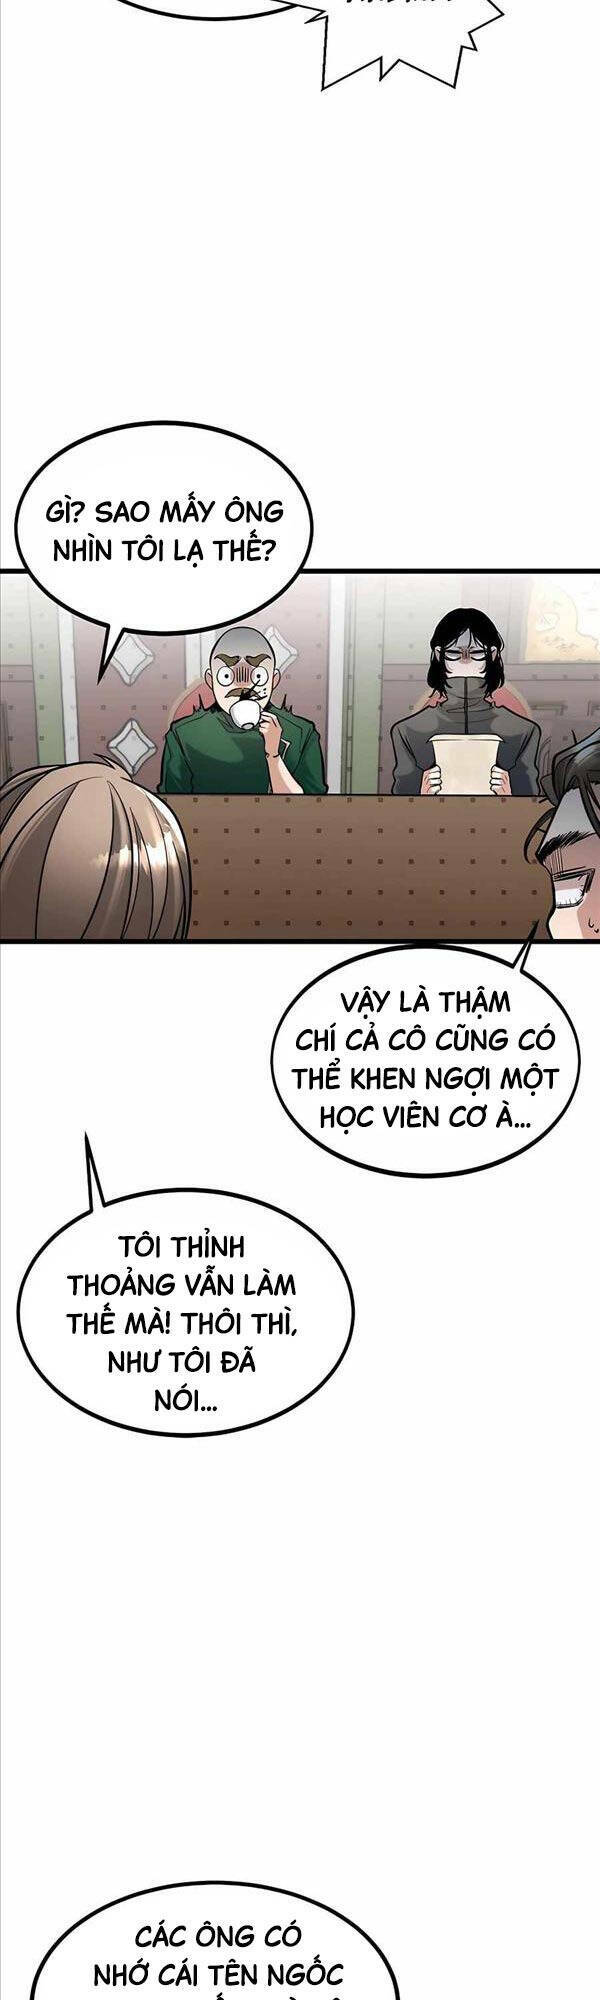 GÌ? SAO MẤY ÔNG
NHÌN TÔI LẠ THẾ?
VẬY LÀ THẬM
CHÍ CẢ CÔ CŨNG CÓ
THỂ KHEN NGỢI MỘT
HỌC VIÊN CƠ À...
TÔI THỈNH
THOẢNG VẪN LÀM
THẾ MÀ! THÔI THÌ,
NHƯ TÔI ĐÃ
NÓI...
CÁC ÔNG CÓ
NHỚ CÁI TÊN NGỐC